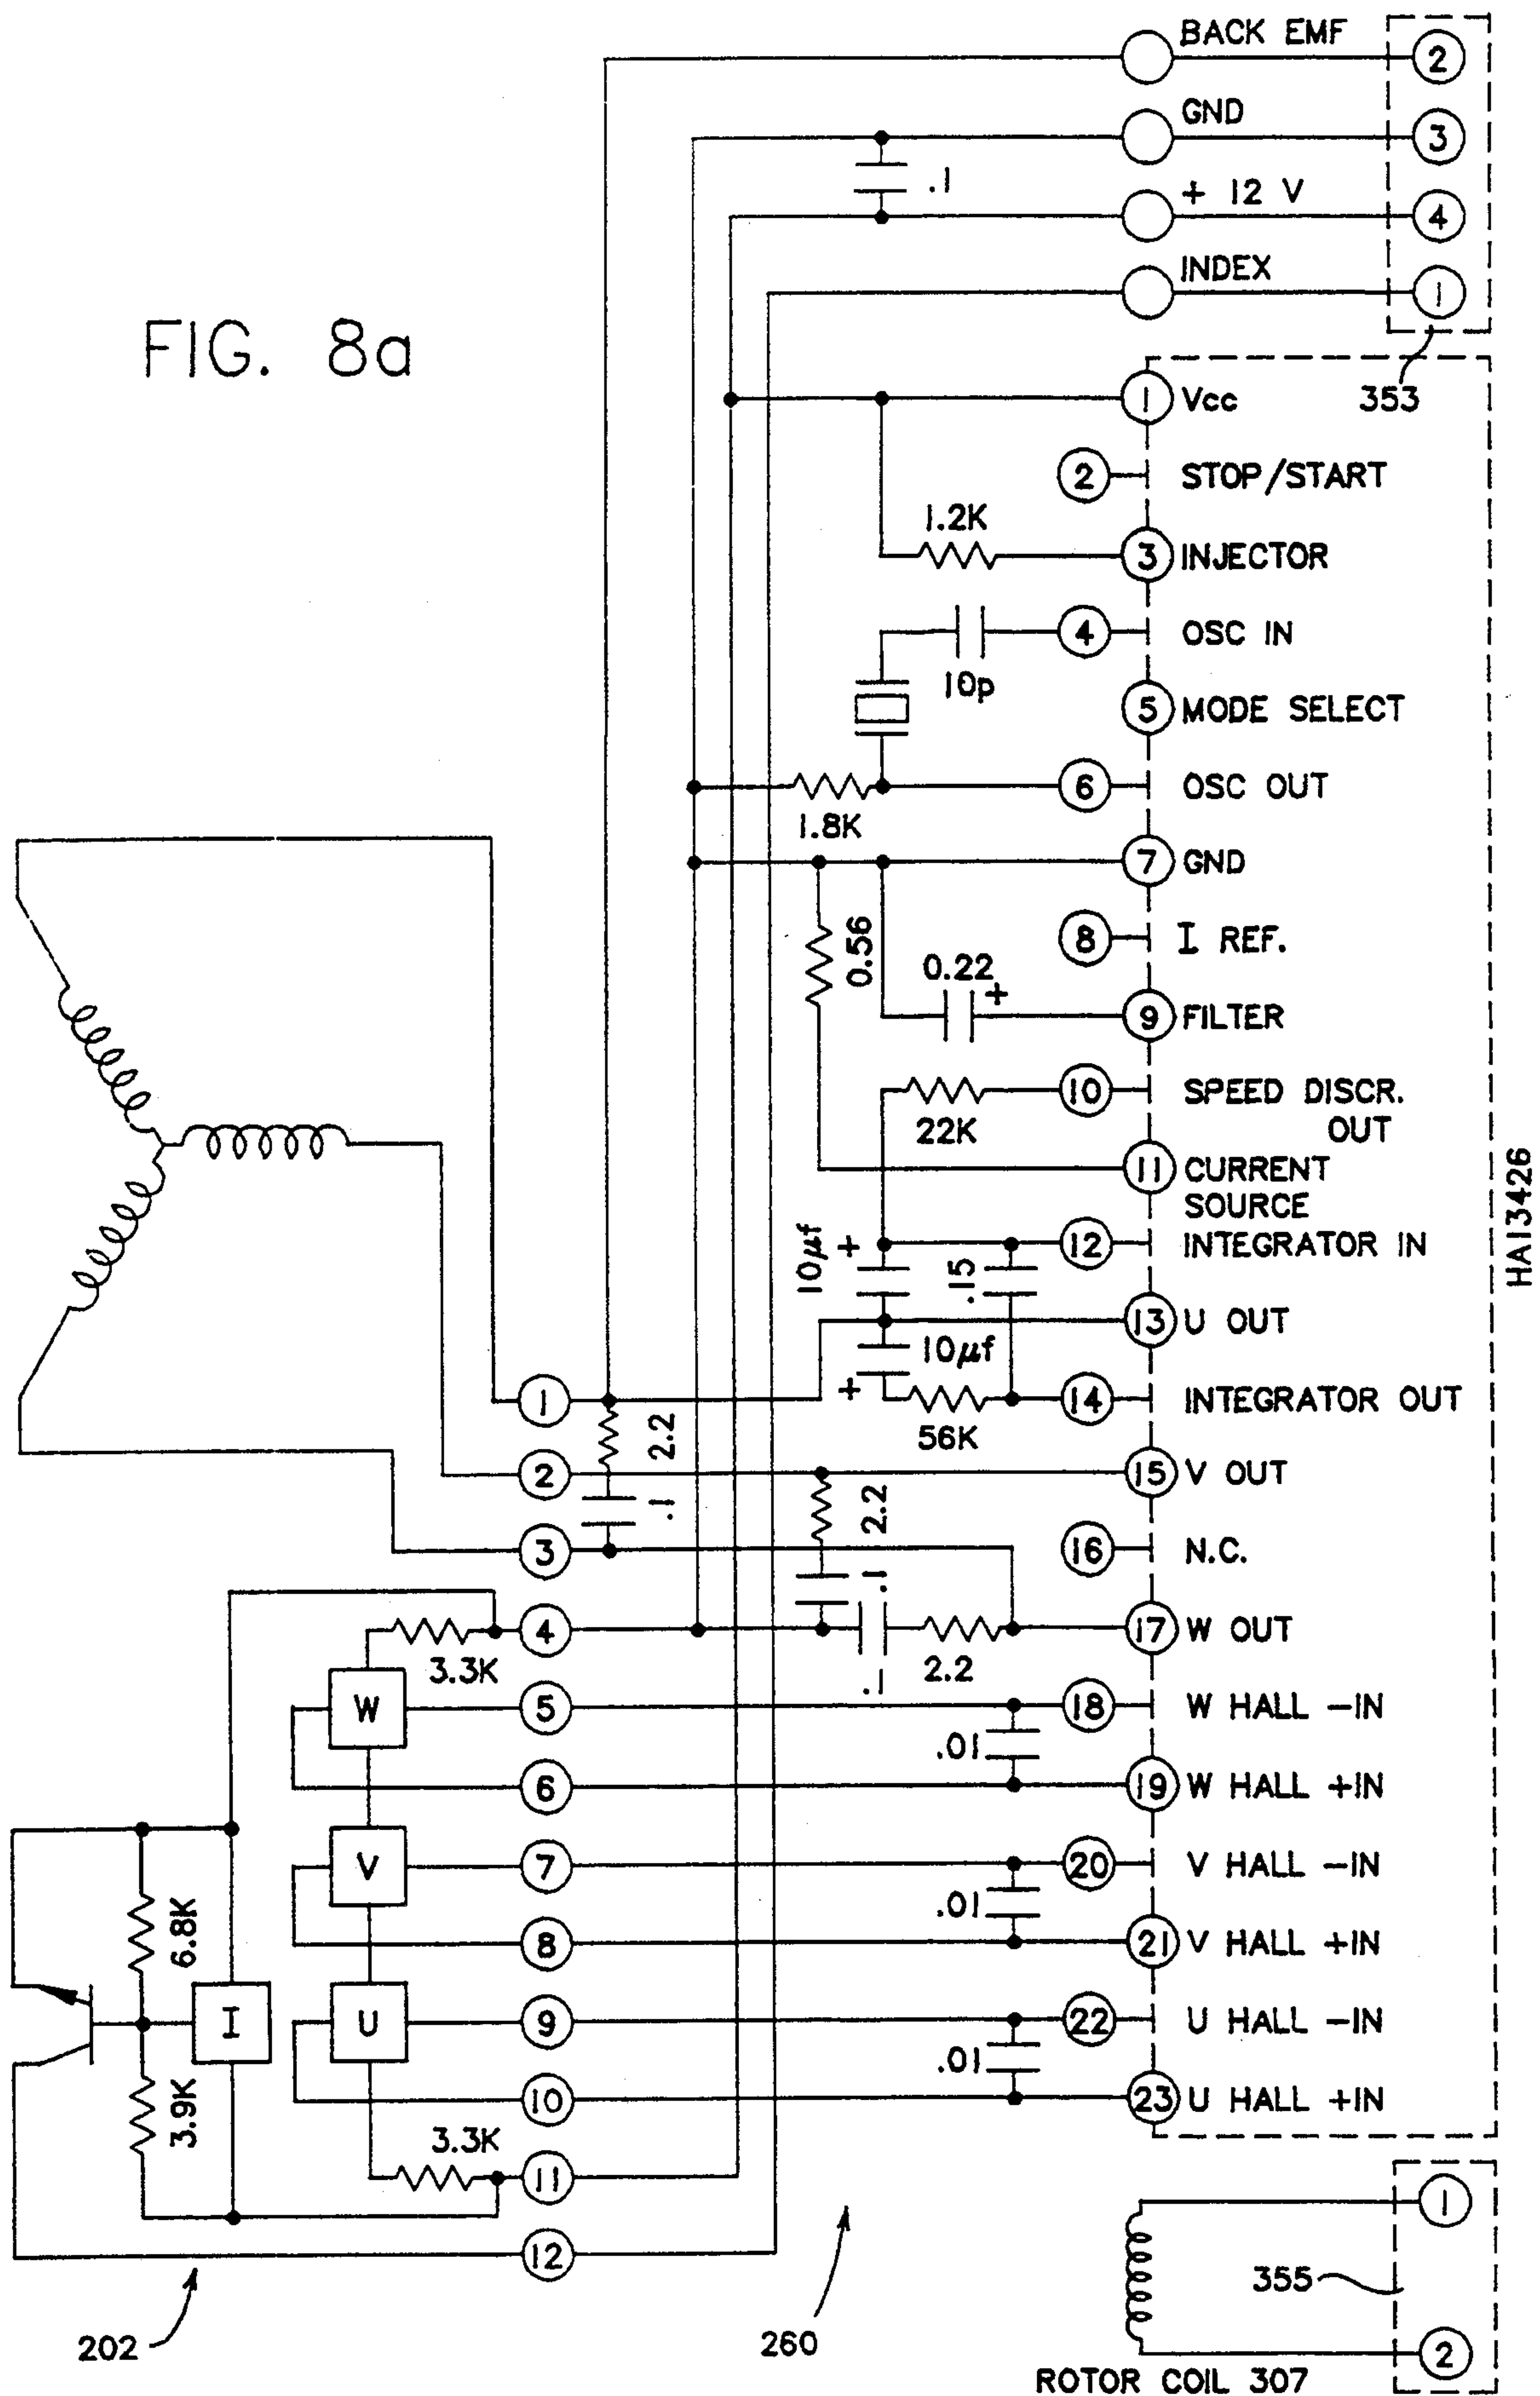 BACK EMF
2
GND
3
.1
+ 12 V
4
INDEX
1
FIG. 8a
353
1 Vcc
2 STOP/START
1.2K
3 INJECTOR
4 OSC IN
10p
5 MODE SELECT
6 OSC OUT
1.8K
7 GND
0.56
8 I REF.
0.22
+
9 FILTER
10 SPEED DISCR.
OUT
22K
11 CURRENT
SOURCE
HA13426
10µf +
.15
12 INTEGRATOR IN
13 U OUT
10µf
+
1
2.2
14 INTEGRATOR OUT
56K
2
15 V OUT
.1
2.2
3
16 N.C.
.1
4
17 W OUT
3.3K
.1
2.2
W
5
18 W HALL -IN
.01
6
19 W HALL +IN
V
7
20 V HALL -IN
6.8K
.01
8
21 V HALL +IN
I
U
9
22 U HALL -IN
.01
3.9K
10
23 U HALL +IN
3.3K
11
1
12
355
202
260
2
ROTOR COIL 307